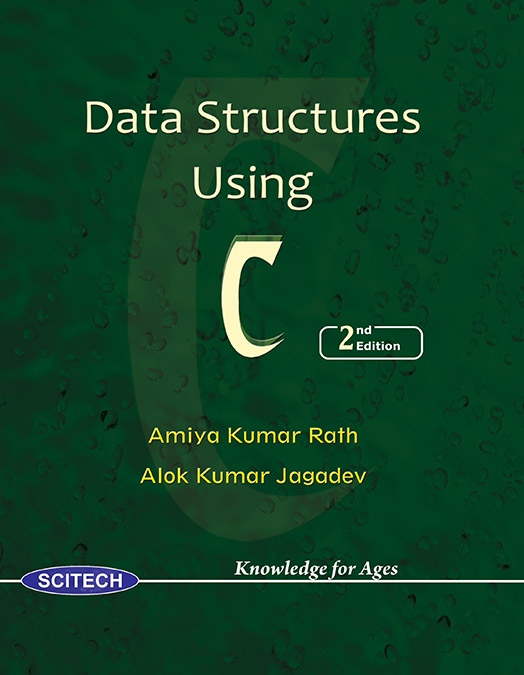 Data Structures
Using
C
2nd
Edition
Amiya Kumar Rath
Alok Kumar Jagadev
Knowledge for Ages
SCITECH